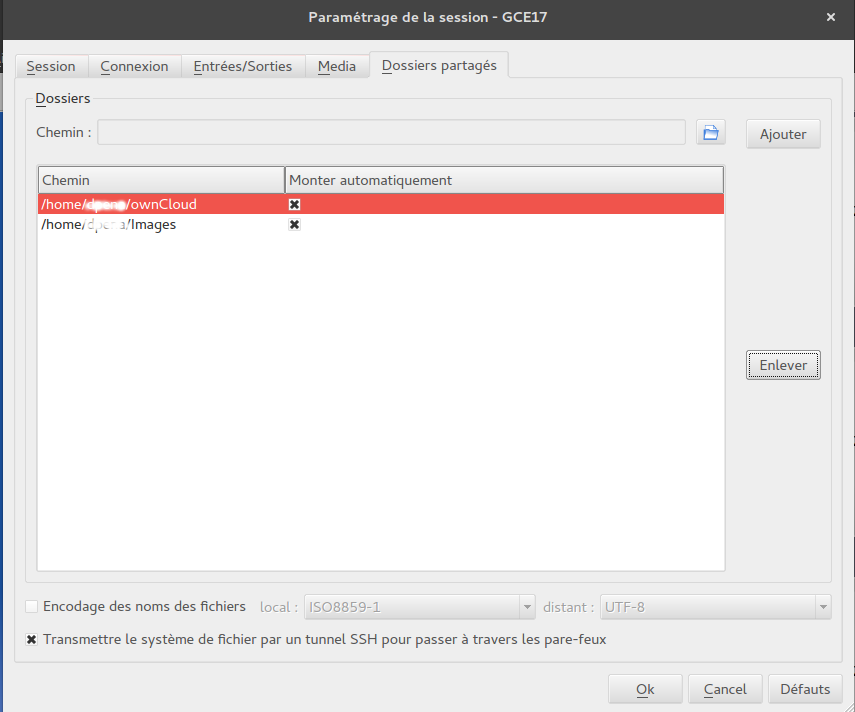 Paramétrage de la session - GCE17
Session Connexion Entrées/Sorties Media Dossiers partagés
Dossiers
Chemin :
Ajouter
Chemin Monter automatiquement
/home/ /ownCloud
/home/ /Images
Enlever
Encodage des noms des fichiers local : ISO8859-1 distant : UTF-8
Transmettre le système de fichier par un tunnel SSH pour passer à travers les pare-feux
Ok Cancel Défauts